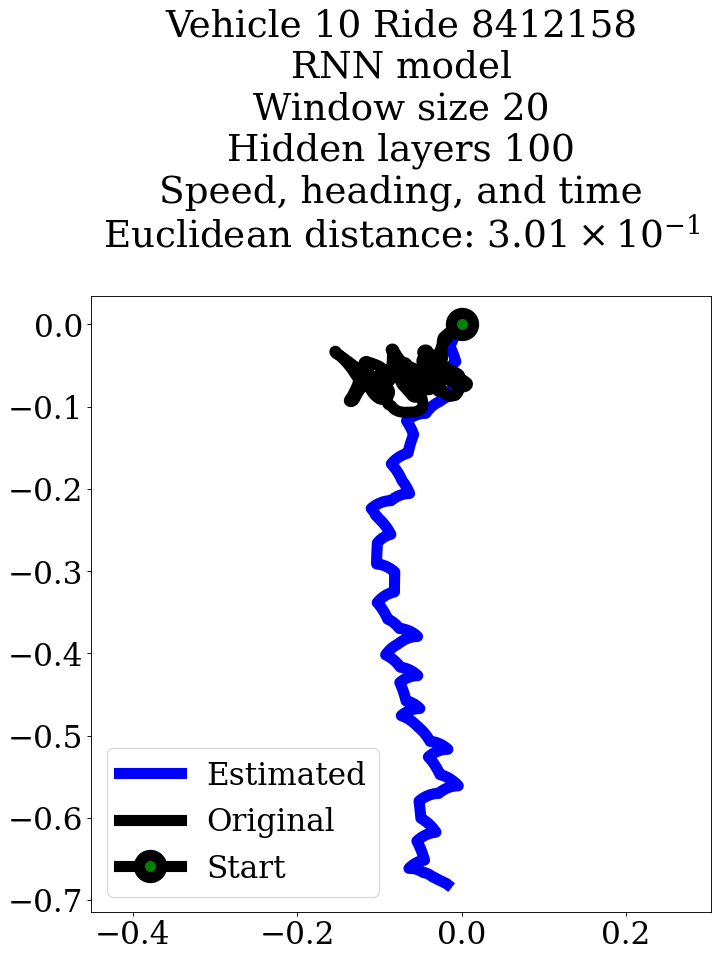 Vehicle 10 Ride 8412158
RNN model
Window size 20
Hidden layers 100
Speed, heading, and time
Euclidean distance: 3.01 × 10⁻¹
0.0
−0.1
−0.2
−0.3
−0.4
−0.5
−0.6
−0.7
Estimated
Original
Start
−0.4 −0.2 0.0 0.2